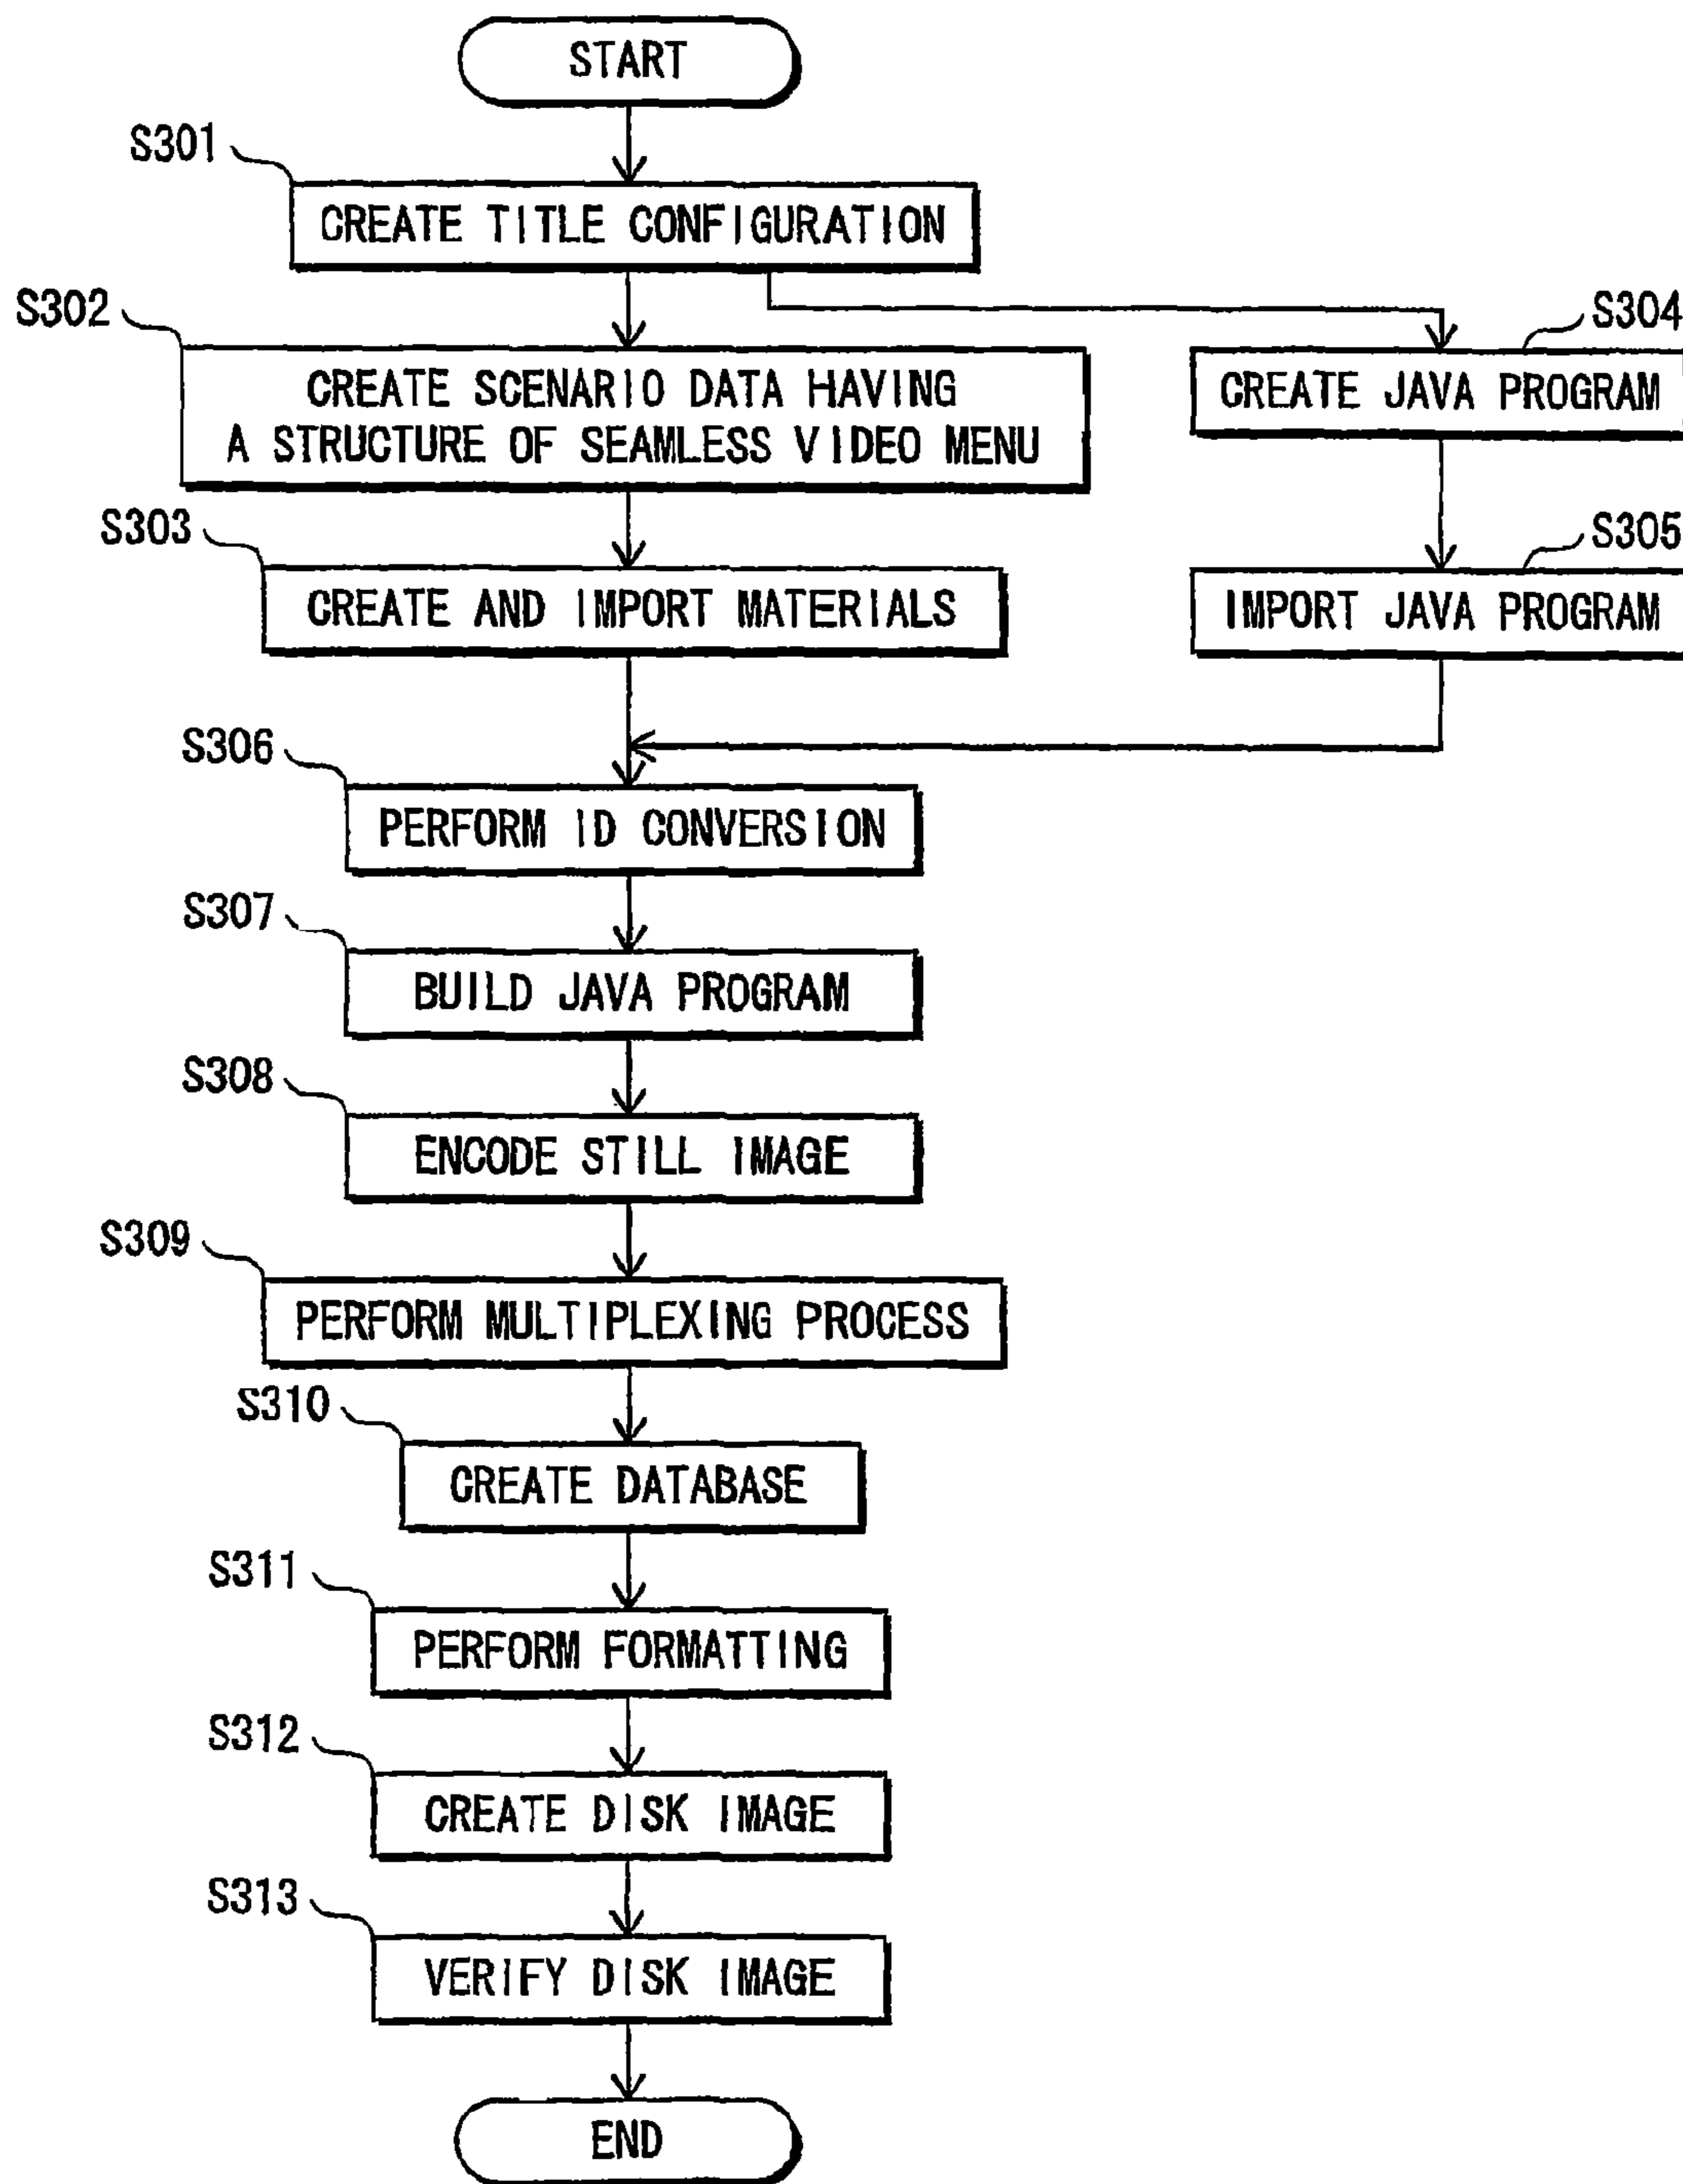 START
S301
CREATE TITLE CONFIGURATION
S302
CREATE SCENARIO DATA HAVING
A STRUCTURE OF SEAMLESS VIDEO MENU
S303
CREATE AND IMPORT MATERIALS
S304
CREATE JAVA PROGRAM
S305
IMPORT JAVA PROGRAM
S306
PERFORM ID CONVERSION
S307
BUILD JAVA PROGRAM
S308
ENCODE STILL IMAGE
S309
PERFORM MULTIPLEXING PROCESS
S310
CREATE DATABASE
S311
PERFORM FORMATTING
S312
CREATE DISK IMAGE
S313
VERIFY DISK IMAGE
END